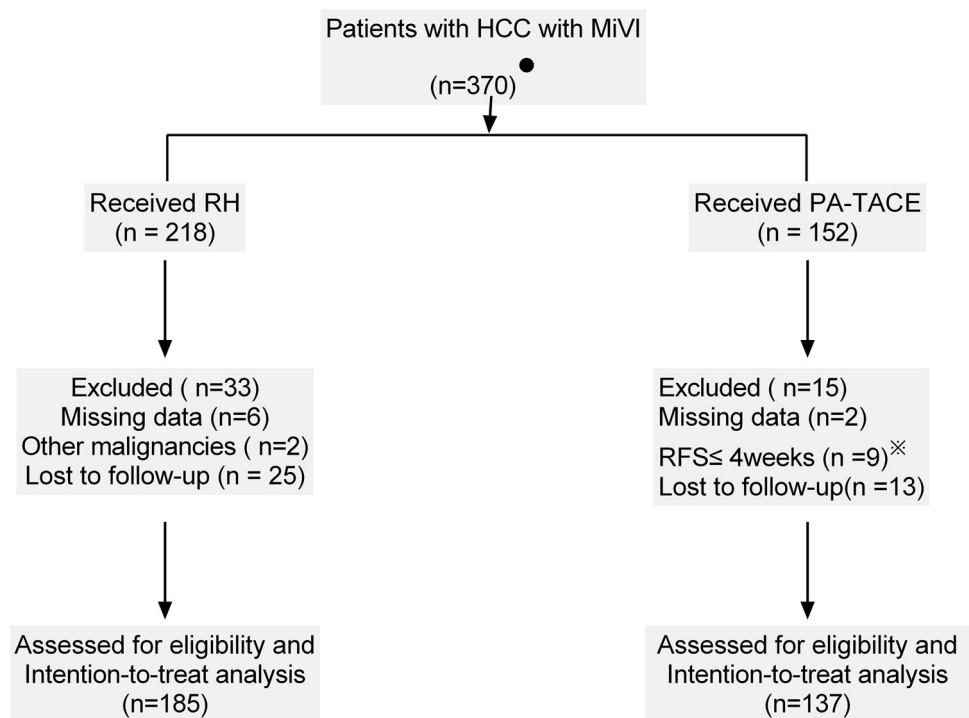 Patients with HCC with MiVI
(n=370)●
Received RH
(n = 218)
Received PA-TACE
(n = 152)
Excluded ( n=33)
Missing data (n=6)
Other malignancies ( n=2)
Lost to follow-up (n = 25)
Excluded ( n=15)
Missing data (n=2)
RFS≤ 4weeks (n =9)※
Lost to follow-up(n =13)
Assessed for eligibility and
Intention-to-treat analysis
(n=185)
Assessed for eligibility and
Intention-to-treat analysis
(n=137)